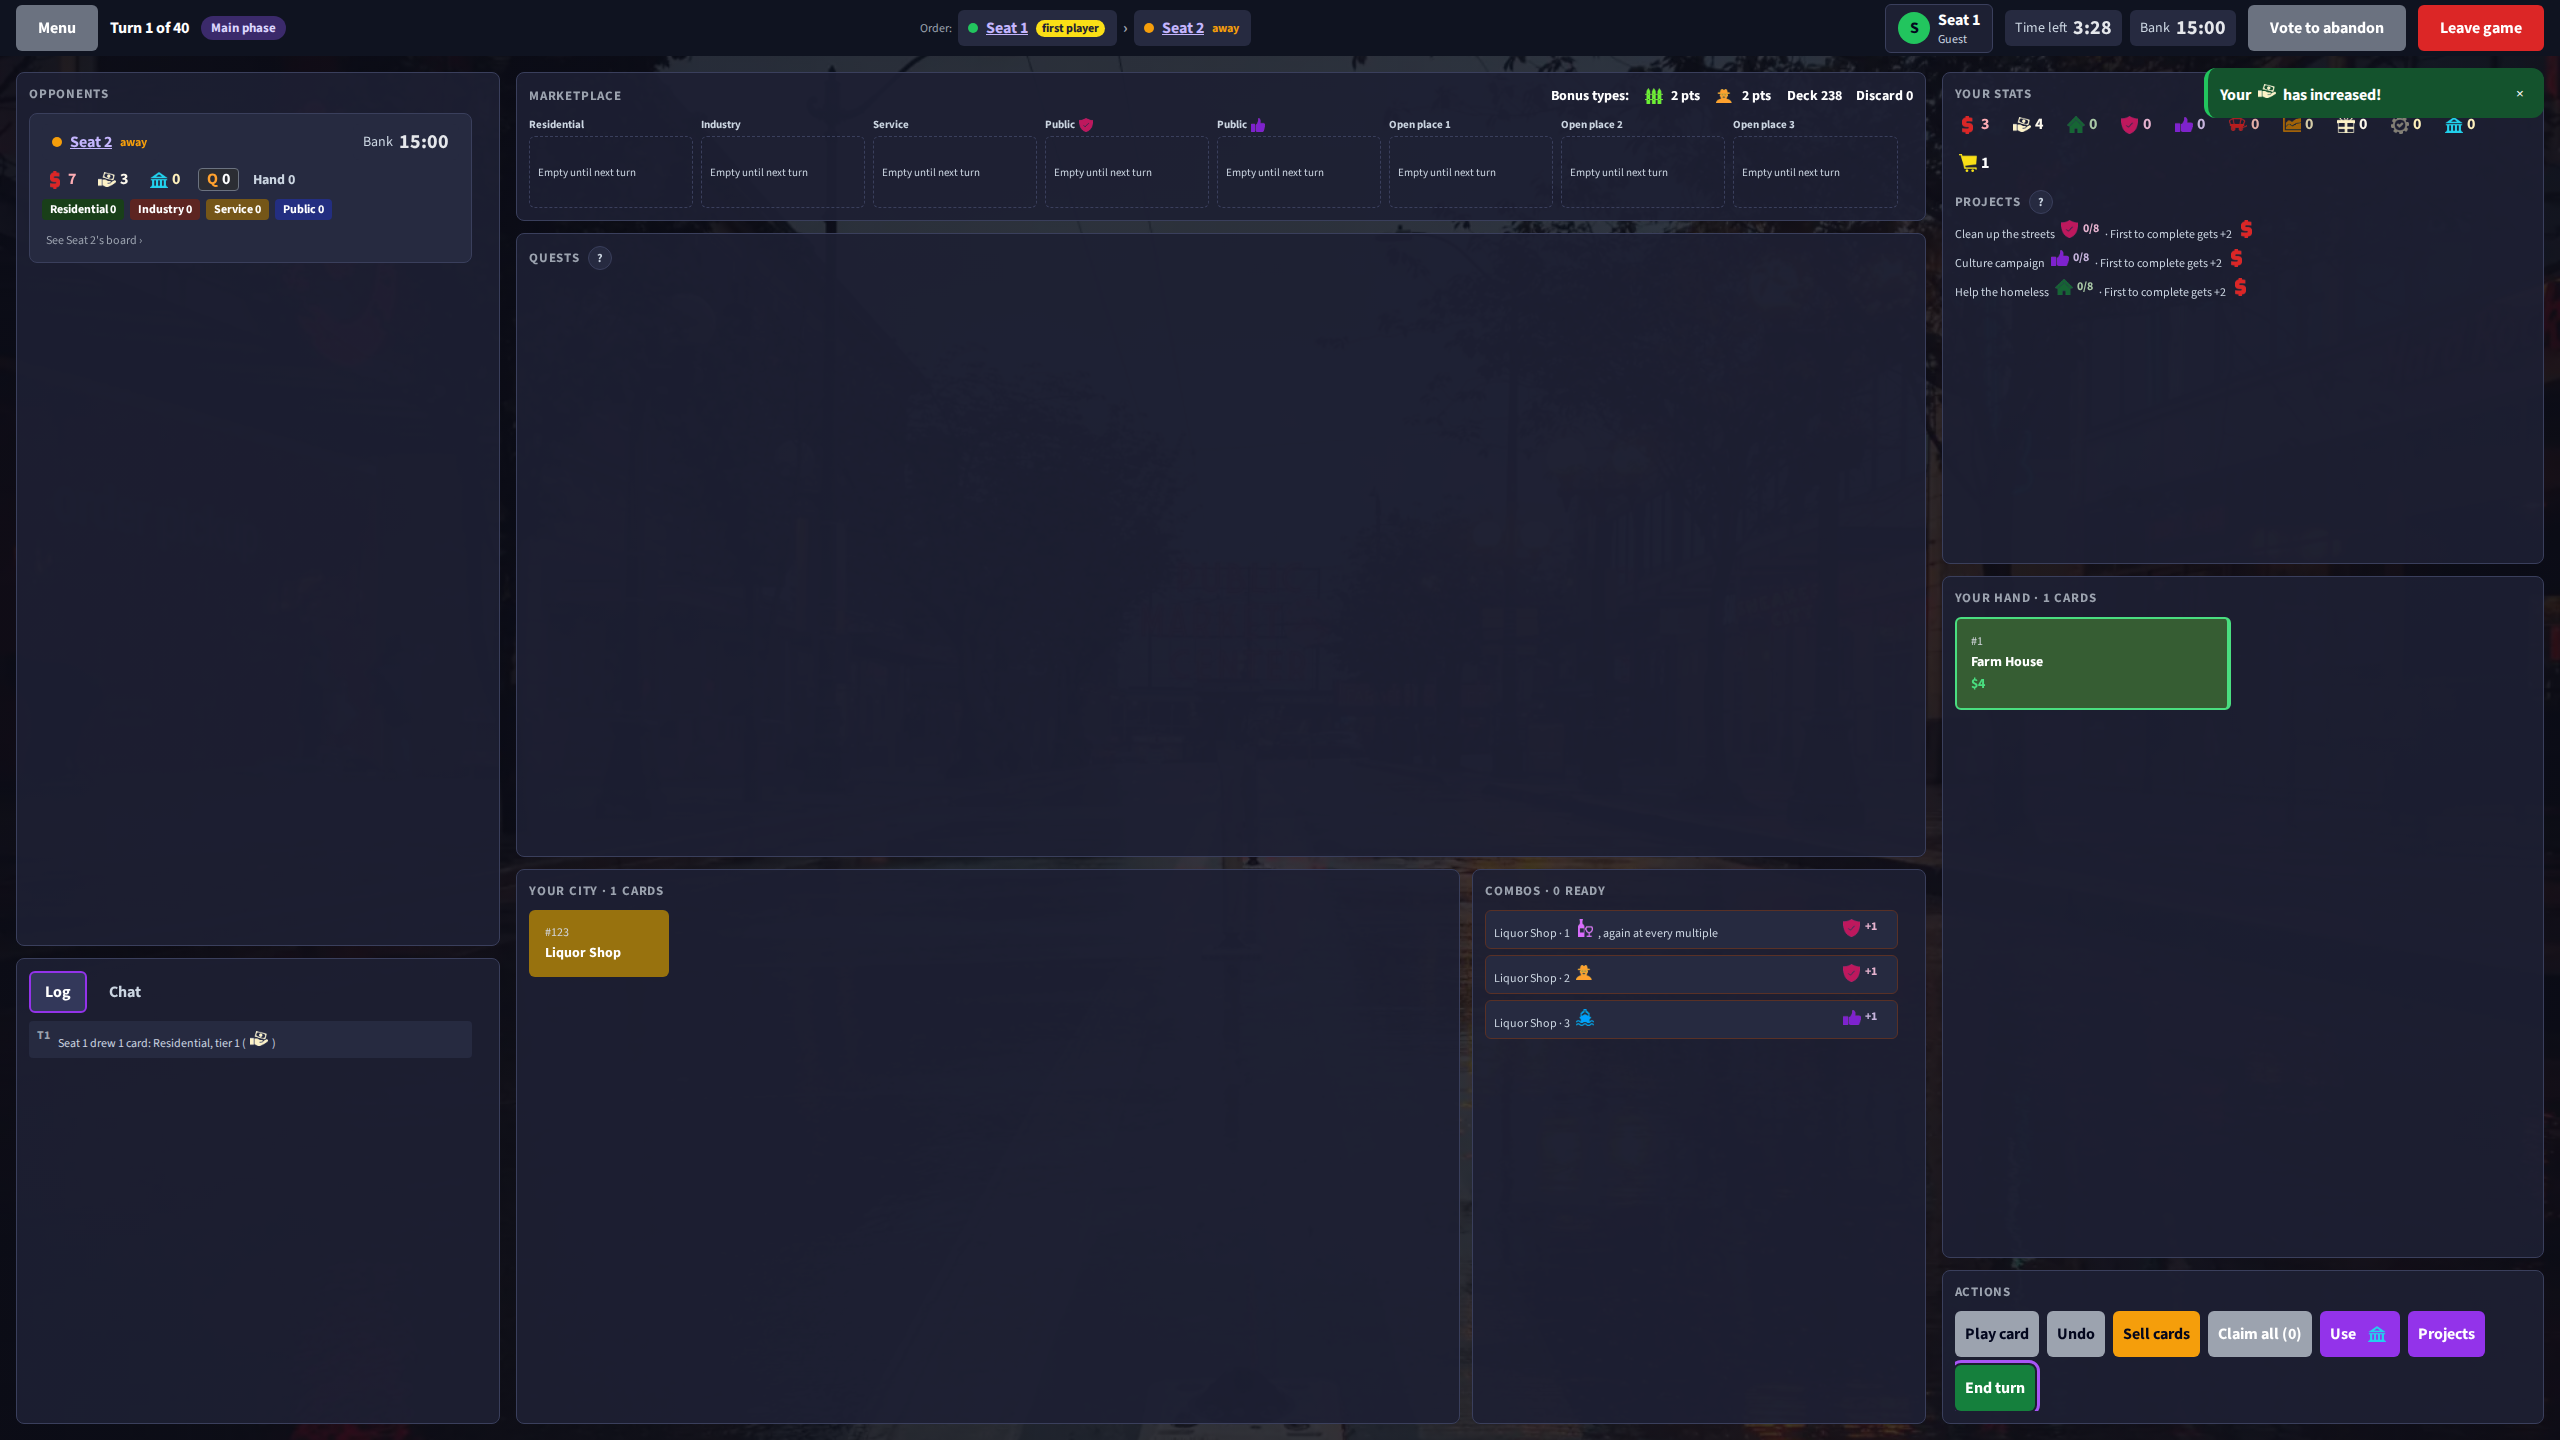 Menu
Turn 1 of 40
Main phase
Order:
Seat 1
first player
›
Seat 2
away
S
Seat 1
Guest
Time left 3:28
Bank 15:00
Vote to abandon
Leave game
OPPONENTS
Seat 2 away
Bank 15:00
7 3 0 Q 0 Hand 0
Residential 0 Industry 0 Service 0 Public 0
See Seat 2's board ›
MARKETPLACE
Bonus types: 2 pts 2 pts Deck 238 Discard 0
Residential Industry Service Public Public Open place 1 Open place 2 Open place 3
Empty until next turn Empty until next turn Empty until next turn Empty until next turn Empty until next turn Empty until next turn Empty until next turn Empty until next turn
QUESTS ?
YOUR STATS
Your has increased! ×
3 4 0 0 0 0 0 0 0 0
1
PROJECTS ?
Clean up the streets 0/8 · First to complete gets +2
Culture campaign 0/8 · First to complete gets +2
Help the homeless 0/8 · First to complete gets +2
YOUR HAND · 1 CARDS
#1
Farm House
$4
YOUR CITY · 1 CARDS
#123
Liquor Shop
COMBOS · 0 READY
Liquor Shop · 1 , again at every multiple +1
Liquor Shop · 2 +1
Liquor Shop · 3 +1
Log
Chat
T1 Seat 1 drew 1 card: Residential, tier 1 ( )
ACTIONS
Play card
Undo
Sell cards
Claim all (0)
Use
Projects
End turn